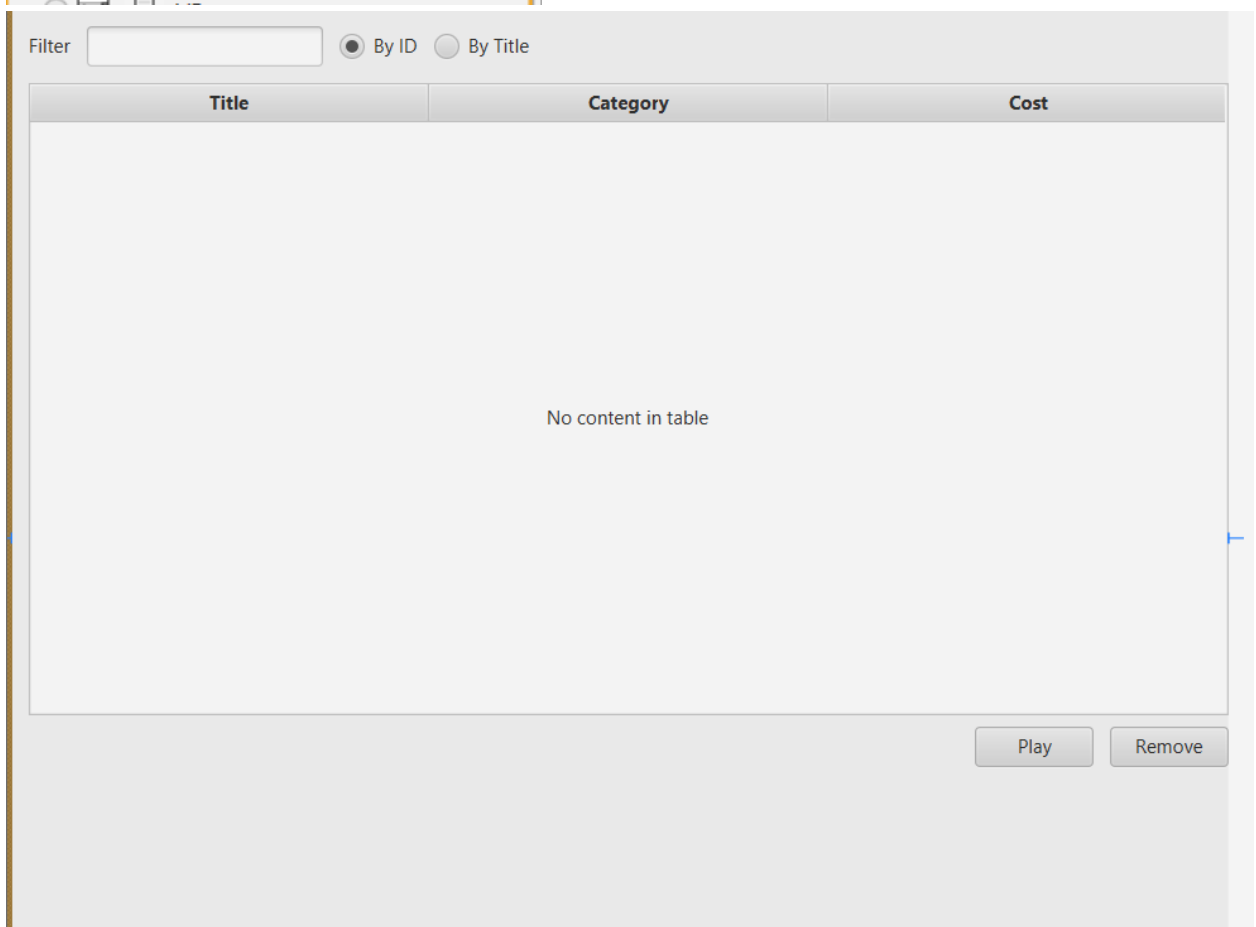 Filter By ID By Title
Title Category Cost
No content in table
Play Remove